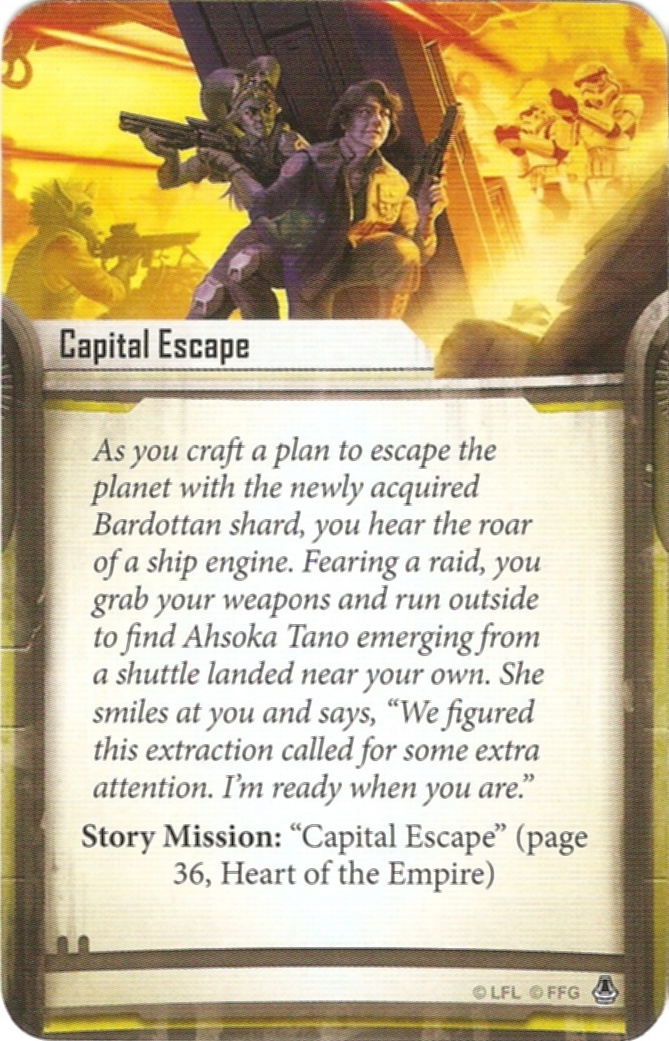 Capital Escape
As you craft a plan to escape the
planet with the newly acquired
Bardottan shard, you hear the roar
of a ship engine. Fearing a raid, you
grab your weapons and run outside
to find Ahsoka Tano emerging from
a shuttle landed near your own. She
smiles at you and says, “We figured
this extraction called for some extra
attention. I’m ready when you are.”
Story Mission: “Capital Escape” (page
36, Heart of the Empire)
© LFL © FFG